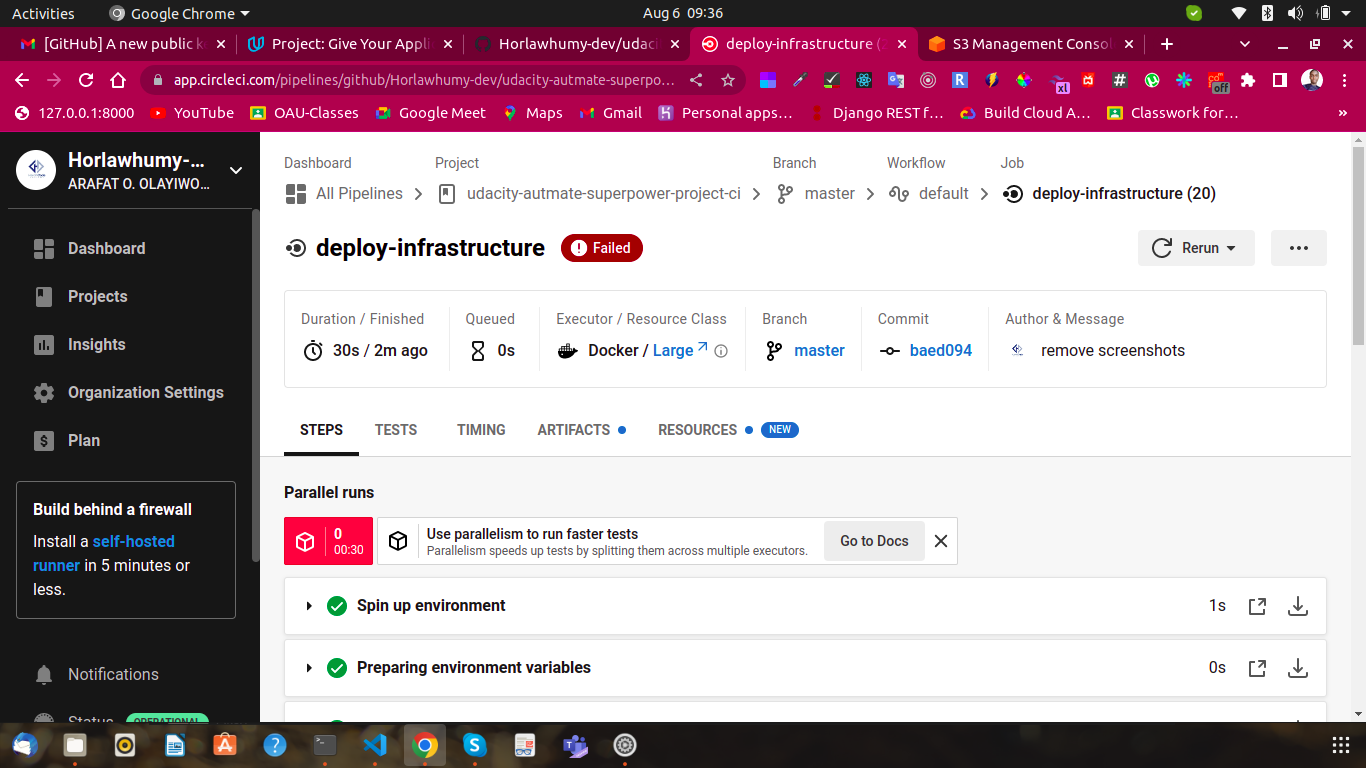 Activities
Google Chrome
Aug 6 09:36
[GitHub] A new public k
Project: Give Your Appli
Horlawhumy-dev/udaci
deploy-infrastructure (2
S3 Management Conso
app.circleci.com/pipelines/github/Horlawhumy-dev/udacity-autmate-superpo...
xl
off
127.0.0.1:8000
YouTube
OAU-Classes
Google Meet
Maps
Gmail
Personal apps...
Django REST f...
Build Cloud A...
Classwork for...
»
Horlawhumy-...
ARAFAT O. OLAYIWO...
Dashboard
Projects
Insights
Organization Settings
Plan
Build behind a firewall
Install a self-hosted
runner in 5 minutes or
less.
Notifications
Status
OPERATIONAL
Dashboard
Project
Branch
Workflow
Job
All Pipelines
udacity-autmate-superpower-project-ci
master
default
deploy-infrastructure (20)
deploy-infrastructure
Failed
Rerun
Duration / Finished
Queued
Executor / Resource Class
Branch
Commit
Author & Message
30s / 2m ago
0s
Docker / Large
master
baed094
remove screenshots
STEPS
TESTS
TIMING
ARTIFACTS
RESOURCES
NEW
Parallel runs
0
00:30
Use parallelism to run faster tests
Parallelism speeds up tests by splitting them across multiple executors.
Go to Docs
Spin up environment
1s
Preparing environment variables
0s